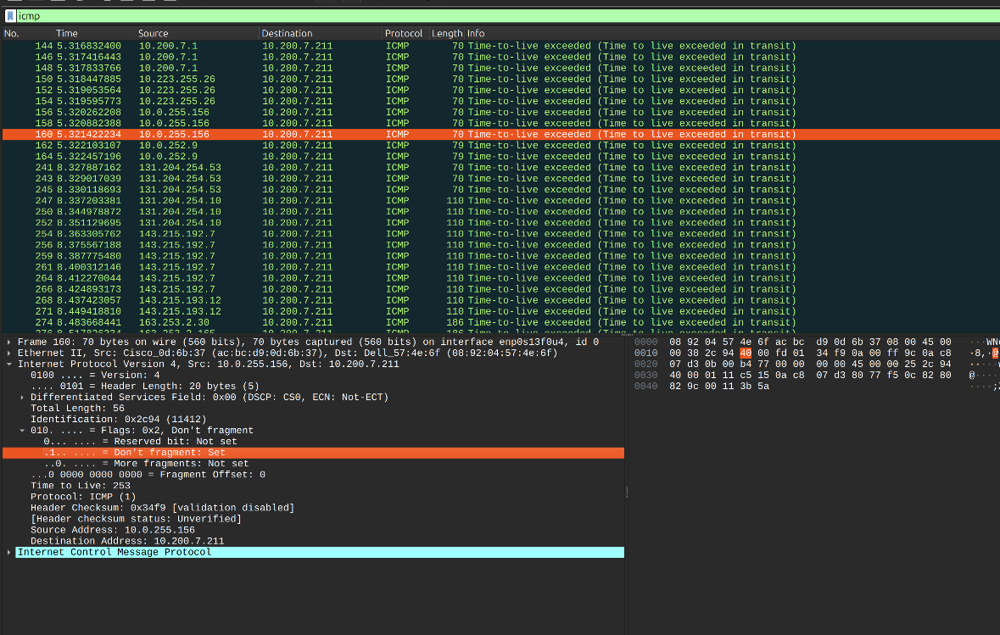 icmp
No. Time Source Destination Protocol Length Info
144 5.316832400 10.200.7.1 10.200.7.211 ICMP 70 Time-to-live exceeded (Time to live exceeded in transit)
146 5.317416443 10.200.7.1 10.200.7.211 ICMP 70 Time-to-live exceeded (Time to live exceeded in transit)
148 5.317833766 10.200.7.1 10.200.7.211 ICMP 70 Time-to-live exceeded (Time to live exceeded in transit)
150 5.318447885 10.223.255.26 10.200.7.211 ICMP 70 Time-to-live exceeded (Time to live exceeded in transit)
152 5.319053564 10.223.255.26 10.200.7.211 ICMP 70 Time-to-live exceeded (Time to live exceeded in transit)
154 5.319595773 10.223.255.26 10.200.7.211 ICMP 70 Time-to-live exceeded (Time to live exceeded in transit)
156 5.320262208 10.0.255.156 10.200.7.211 ICMP 70 Time-to-live exceeded (Time to live exceeded in transit)
158 5.320882388 10.0.255.156 10.200.7.211 ICMP 70 Time-to-live exceeded (Time to live exceeded in transit)
160 5.321422234 10.0.255.156 10.200.7.211 ICMP 70 Time-to-live exceeded (Time to live exceeded in transit)
162 5.322103107 10.0.252.9 10.200.7.211 ICMP 79 Time-to-live exceeded (Time to live exceeded in transit)
164 5.322457196 10.0.252.9 10.200.7.211 ICMP 79 Time-to-live exceeded (Time to live exceeded in transit)
241 8.327887162 131.204.254.53 10.200.7.211 ICMP 70 Time-to-live exceeded (Time to live exceeded in transit)
243 8.329017039 131.204.254.53 10.200.7.211 ICMP 70 Time-to-live exceeded (Time to live exceeded in transit)
245 8.330118693 131.204.254.53 10.200.7.211 ICMP 70 Time-to-live exceeded (Time to live exceeded in transit)
247 8.337203381 131.204.254.10 10.200.7.211 ICMP 110 Time-to-live exceeded (Time to live exceeded in transit)
250 8.344978872 131.204.254.10 10.200.7.211 ICMP 110 Time-to-live exceeded (Time to live exceeded in transit)
252 8.351129695 131.204.254.10 10.200.7.211 ICMP 110 Time-to-live exceeded (Time to live exceeded in transit)
254 8.363305762 143.215.192.7 10.200.7.211 ICMP 110 Time-to-live exceeded (Time to live exceeded in transit)
256 8.375567188 143.215.192.7 10.200.7.211 ICMP 110 Time-to-live exceeded (Time to live exceeded in transit)
259 8.387775480 143.215.192.7 10.200.7.211 ICMP 110 Time-to-live exceeded (Time to live exceeded in transit)
261 8.400312146 143.215.192.7 10.200.7.211 ICMP 110 Time-to-live exceeded (Time to live exceeded in transit)
264 8.412270044 143.215.192.7 10.200.7.211 ICMP 110 Time-to-live exceeded (Time to live exceeded in transit)
266 8.424893173 143.215.192.7 10.200.7.211 ICMP 110 Time-to-live exceeded (Time to live exceeded in transit)
268 8.437423057 143.215.193.12 10.200.7.211 ICMP 110 Time-to-live exceeded (Time to live exceeded in transit)
271 8.449418810 143.215.193.12 10.200.7.211 ICMP 110 Time-to-live exceeded (Time to live exceeded in transit)
274 8.483668441 163.253.2.30 10.200.7.211 ICMP 186 Time-to-live exceeded (Time to live exceeded in transit)
Frame 160: 70 bytes on wire (560 bits), 70 bytes captured (560 bits) on interface enp0s13f0u4, id 0
Ethernet II, Src: Cisco_0d:6b:37 (ac:bc:d9:0d:6b:37), Dst: Dell_57:4e:6f (08:92:04:57:4e:6f)
Internet Protocol Version 4, Src: 10.0.255.156, Dst: 10.200.7.211
0100 .... = Version: 4
.... 0101 = Header Length: 20 bytes (5)
Differentiated Services Field: 0x00 (DSCP: CS0, ECN: Not-ECT)
Total Length: 56
Identification: 0x2c94 (11412)
010. .... = Flags: 0x2, Don't fragment
0... .... = Reserved bit: Not set
.1.. .... = Don't fragment: Set
..0. .... = More fragments: Not set
...0 0000 0000 0000 = Fragment Offset: 0
Time to Live: 253
Protocol: ICMP (1)
Header Checksum: 0x34f9 [validation disabled]
[Header checksum status: Unverified]
Source Address: 10.0.255.156
Destination Address: 10.200.7.211
Internet Control Message Protocol
0000 08 92 04 57 4e 6f ac bc d9 0d 6b 37 08 00 45 00 ···WN
0010 00 38 2c 94 40 00 fd 01 34 f9 0a 00 ff 9c 0a c8 ·8,·@
0020 07 d3 0b 00 b4 77 00 00 00 00 45 00 00 25 2c 94 ·····
0030 40 00 01 11 c5 15 0a c8 07 d3 80 77 f5 0c 82 80 @····
0040 82 9c 00 11 3b 5a ····;